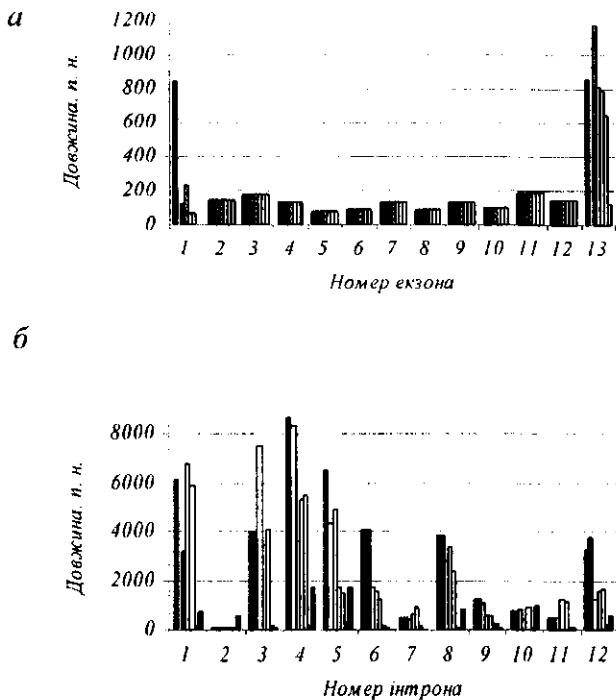 а
Довжина, п. н.
1200
1000
800
600
400
200
0
1 2 3 4 5 6 7 8 9 10 11 12 13
Номер екзона
б
Довжина, п. н.
8000
6000
4000
2000
0
1 2 3 4 5 6 7 8 9 10 11 12
Номер інтрона